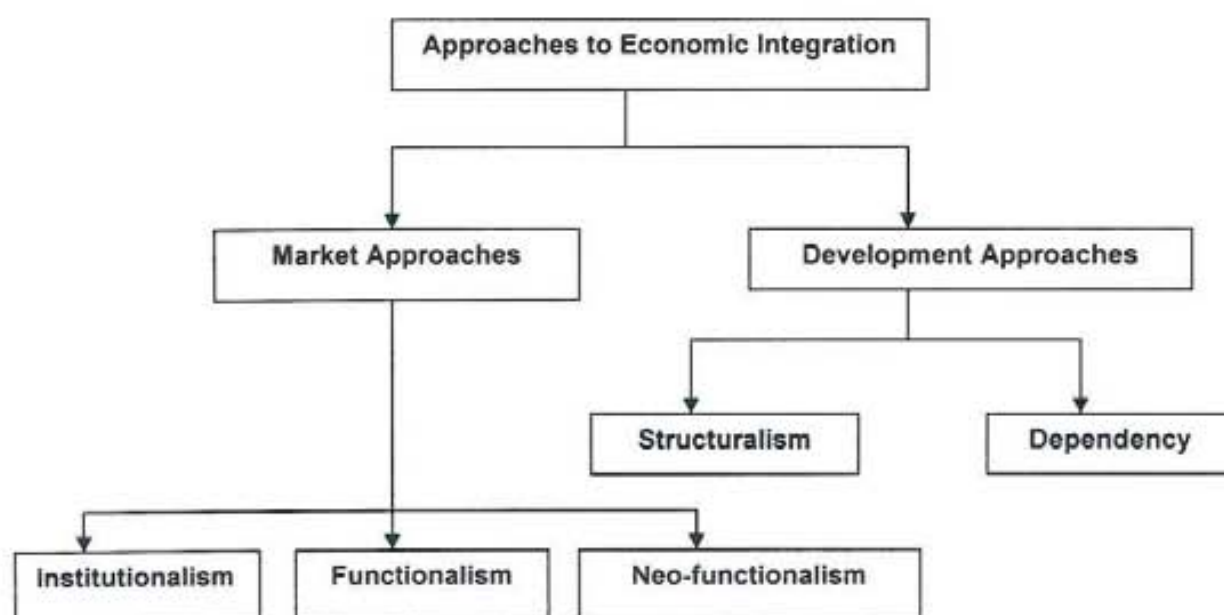 Approaches to Economic Integration
Market Approaches
Development Approaches
Structuralism
Dependency
Institutionalism
Functionalism
Neo-functionalism